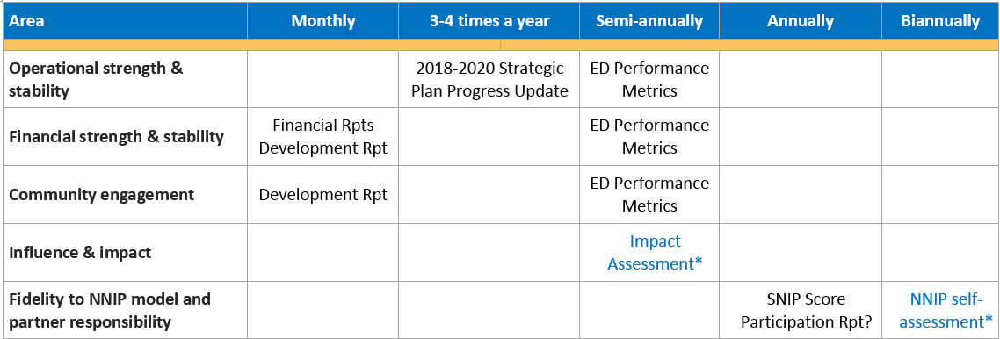 Area Monthly 3-4 times a year Semi-annually Annually Biannually
Operational strength & 2018-2020 Strategic ED Performance
stability Plan Progress Update Metrics
Financial strength & stability Financial Rpts ED Performance
Development Rpt Metrics
Community engagement Development Rpt ED Performance
Metrics
Influence & impact Impact
Assessment*
Fidelity to NNIP model and SNIP Score NNIP self-
partner responsibility Participation Rpt? assessment*